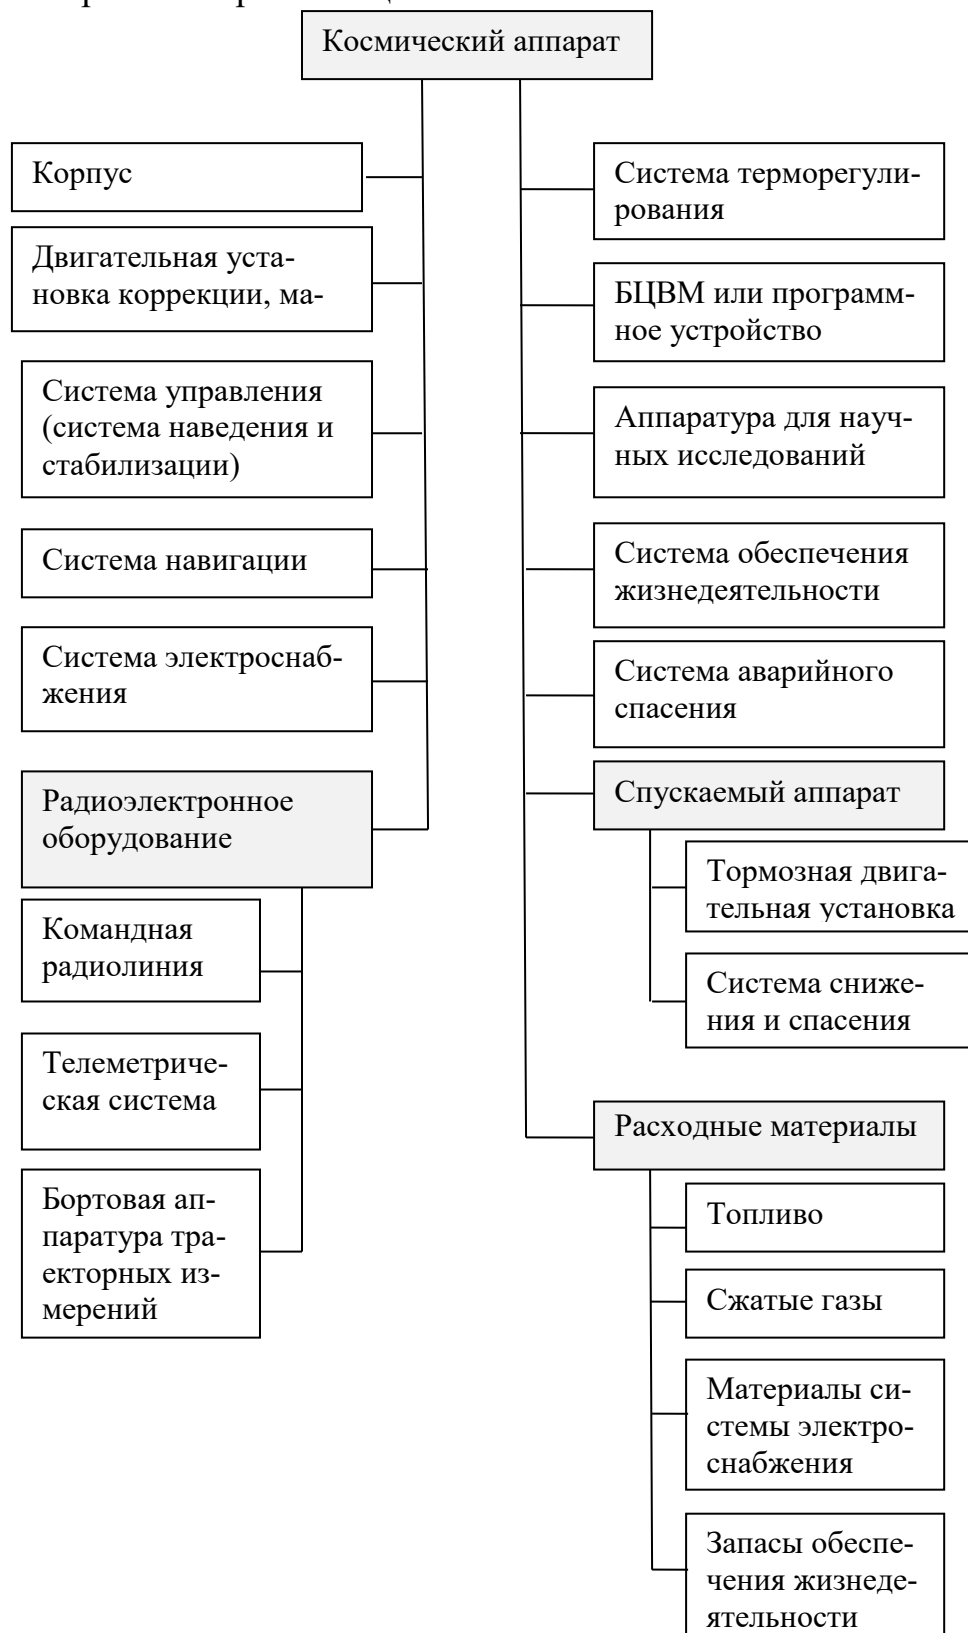 Космический аппарат
Корпус
Двигательная уста-
новка коррекции, ма-
Система управления
(система наведения и
стабилизации)
Система навигации
Система электроснаб-
жения
Радиоэлектронное
оборудование
Командная
радиолиния
Телеметриче-
ская система
Бортовая ап-
паратура тра-
екторных из-
мерений
Система терморегули-
рования
БЦВМ или программ-
ное устройство
Аппаратура для науч-
ных исследований
Система обеспечения
жизнедеятельности
Система аварийного
спасения
Спускаемый аппарат
Тормозная двига-
тельная установка
Система сниже-
ния и спасения
Расходные материалы
Топливо
Сжатые газы
Материалы си-
стемы электро-
снабжения
Запасы обеспе-
чения жизнеде-
ятельности